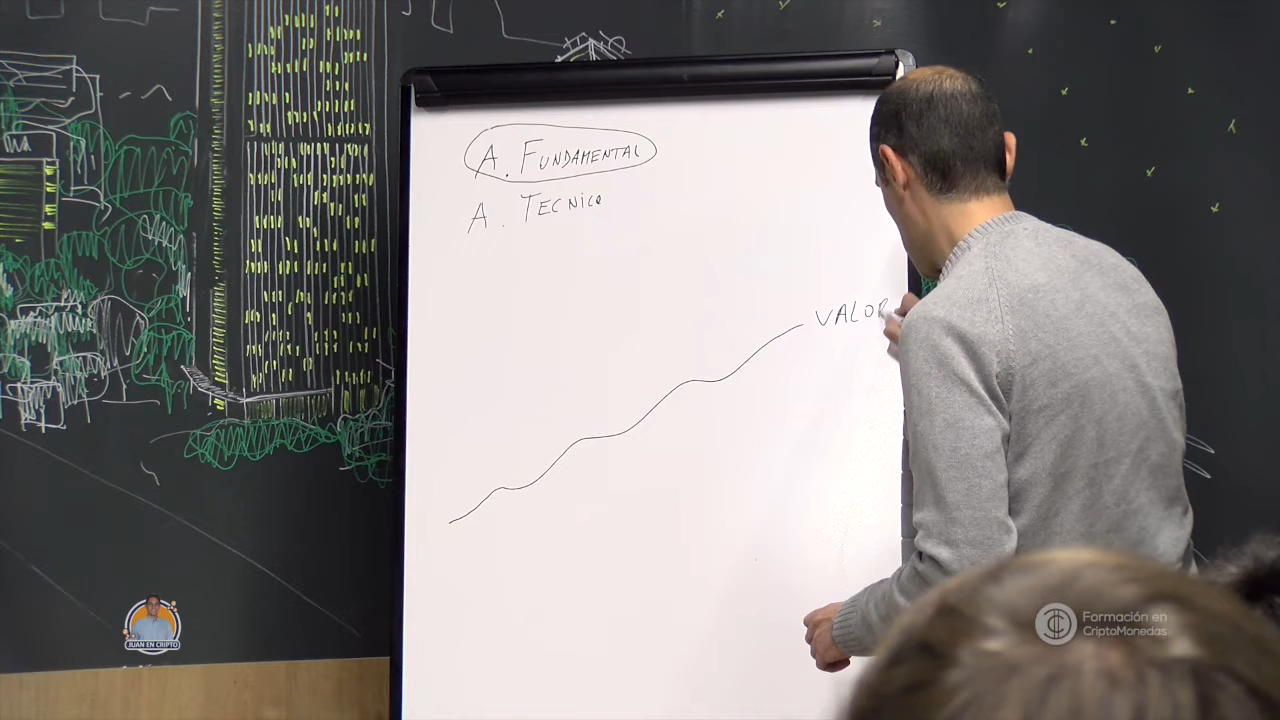 A. FUNDAMENTAL
A. TECNICO
VALOR
JUAN EN CRIPTO
Formación en
CriptoMonedas